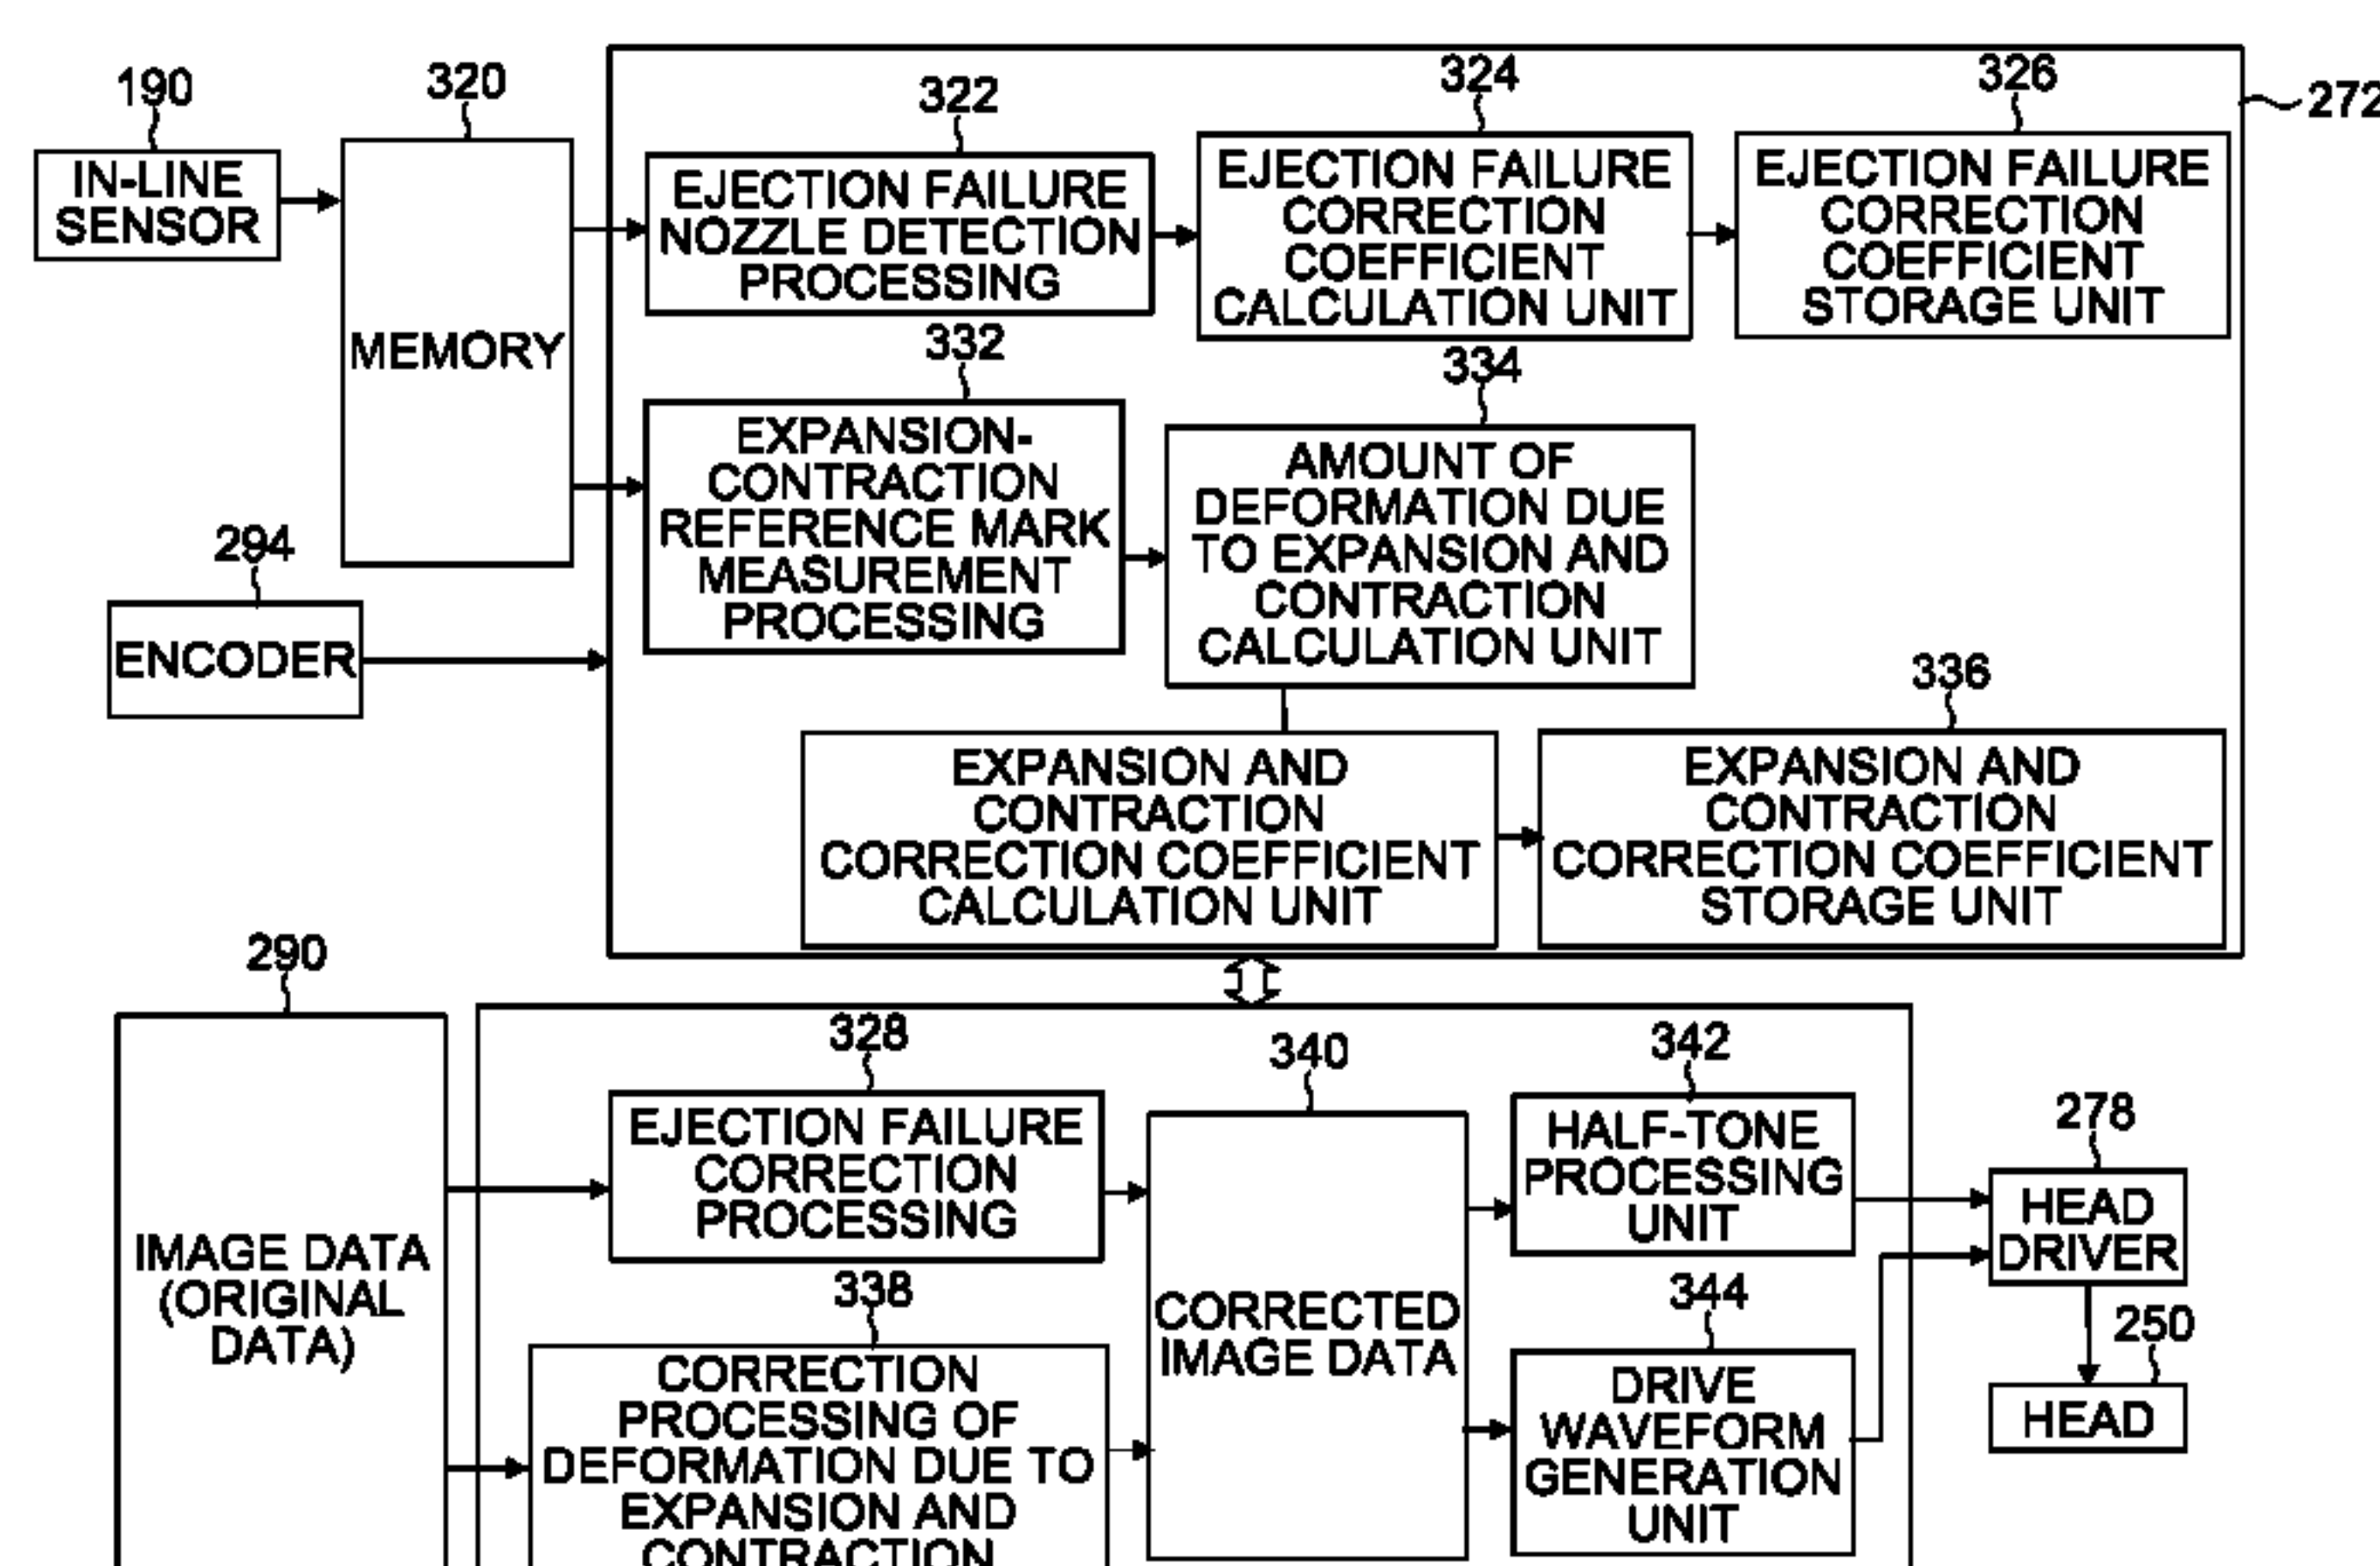 190
IN-LINE
SENSOR
320
MEMORY
294
ENCODER
272
322
EJECTION FAILURE
NOZZLE DETECTION
PROCESSING
324
EJECTION FAILURE
CORRECTION
COEFFICIENT
CALCULATION UNIT
326
EJECTION FAILURE
CORRECTION
COEFFICIENT
STORAGE UNIT
332
EXPANSION-
CONTRACTION
REFERENCE MARK
MEASUREMENT
PROCESSING
334
AMOUNT OF
DEFORMATION DUE
TO EXPANSION AND
CONTRACTION
CALCULATION UNIT
EXPANSION AND
CONTRACTION
CORRECTION COEFFICIENT
CALCULATION UNIT
336
EXPANSION AND
CONTRACTION
CORRECTION COEFFICIENT
STORAGE UNIT
290
IMAGE DATA
(ORIGINAL
DATA)
328
EJECTION FAILURE
CORRECTION
PROCESSING
338
CORRECTION
PROCESSING OF
DEFORMATION DUE TO
EXPANSION AND
CONTRACTION
340
CORRECTED
IMAGE DATA
342
HALF-TONE
PROCESSING
UNIT
344
DRIVE
WAVEFORM
GENERATION
UNIT
278
HEAD
DRIVER
250
HEAD